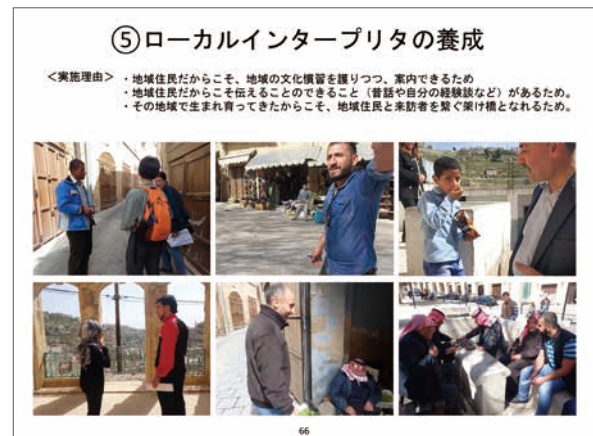 ⑤ローカルインタープリタの養成
<実施理由>・地域住民だからこそ、地域の文化慣習を護りつつ、案内できるため
・地域住民だからこそ伝えることのできること（昔話や自分の経験談など）があるため。
・その地域で生まれ育ってきたからこそ、地域住民と来訪者を繋ぐ架け橋となれるため。
66